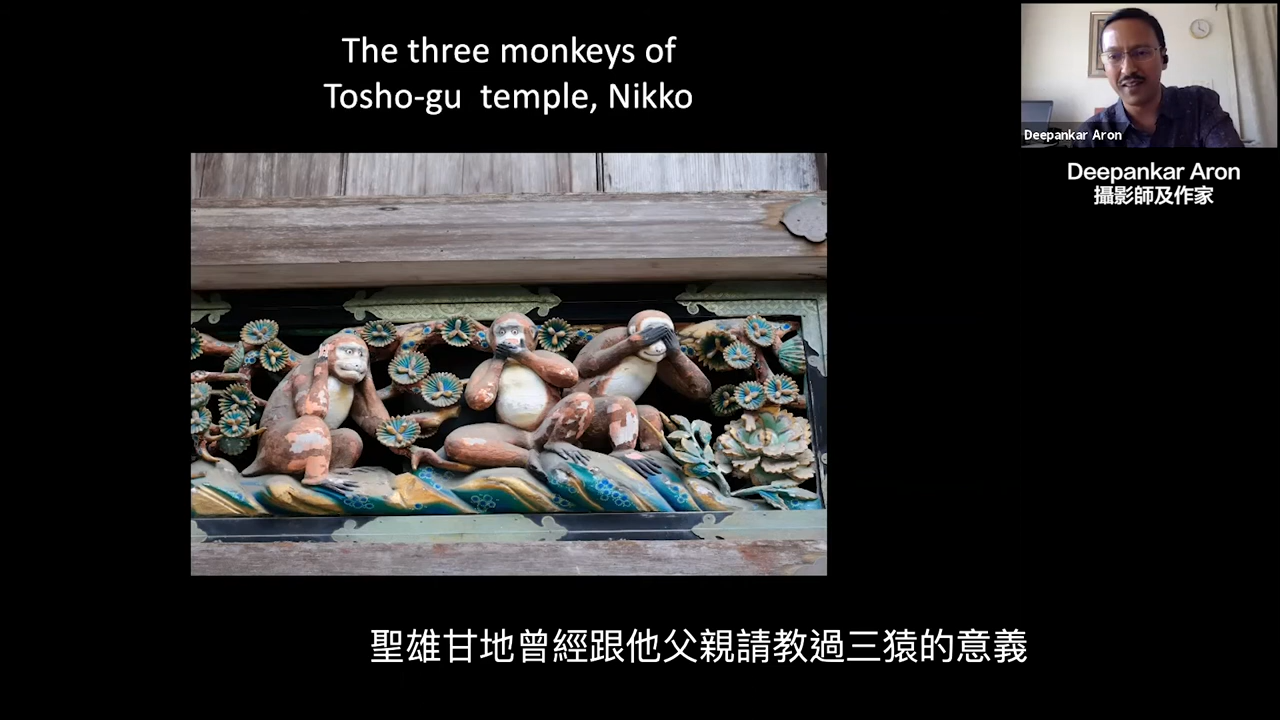 The three monkeys of
Tosho-gu temple, Nikko
Deepankar Aron
Deepankar Aron
攝影師及作家
聖雄甘地曾經跟他父親請教過三猿的意義